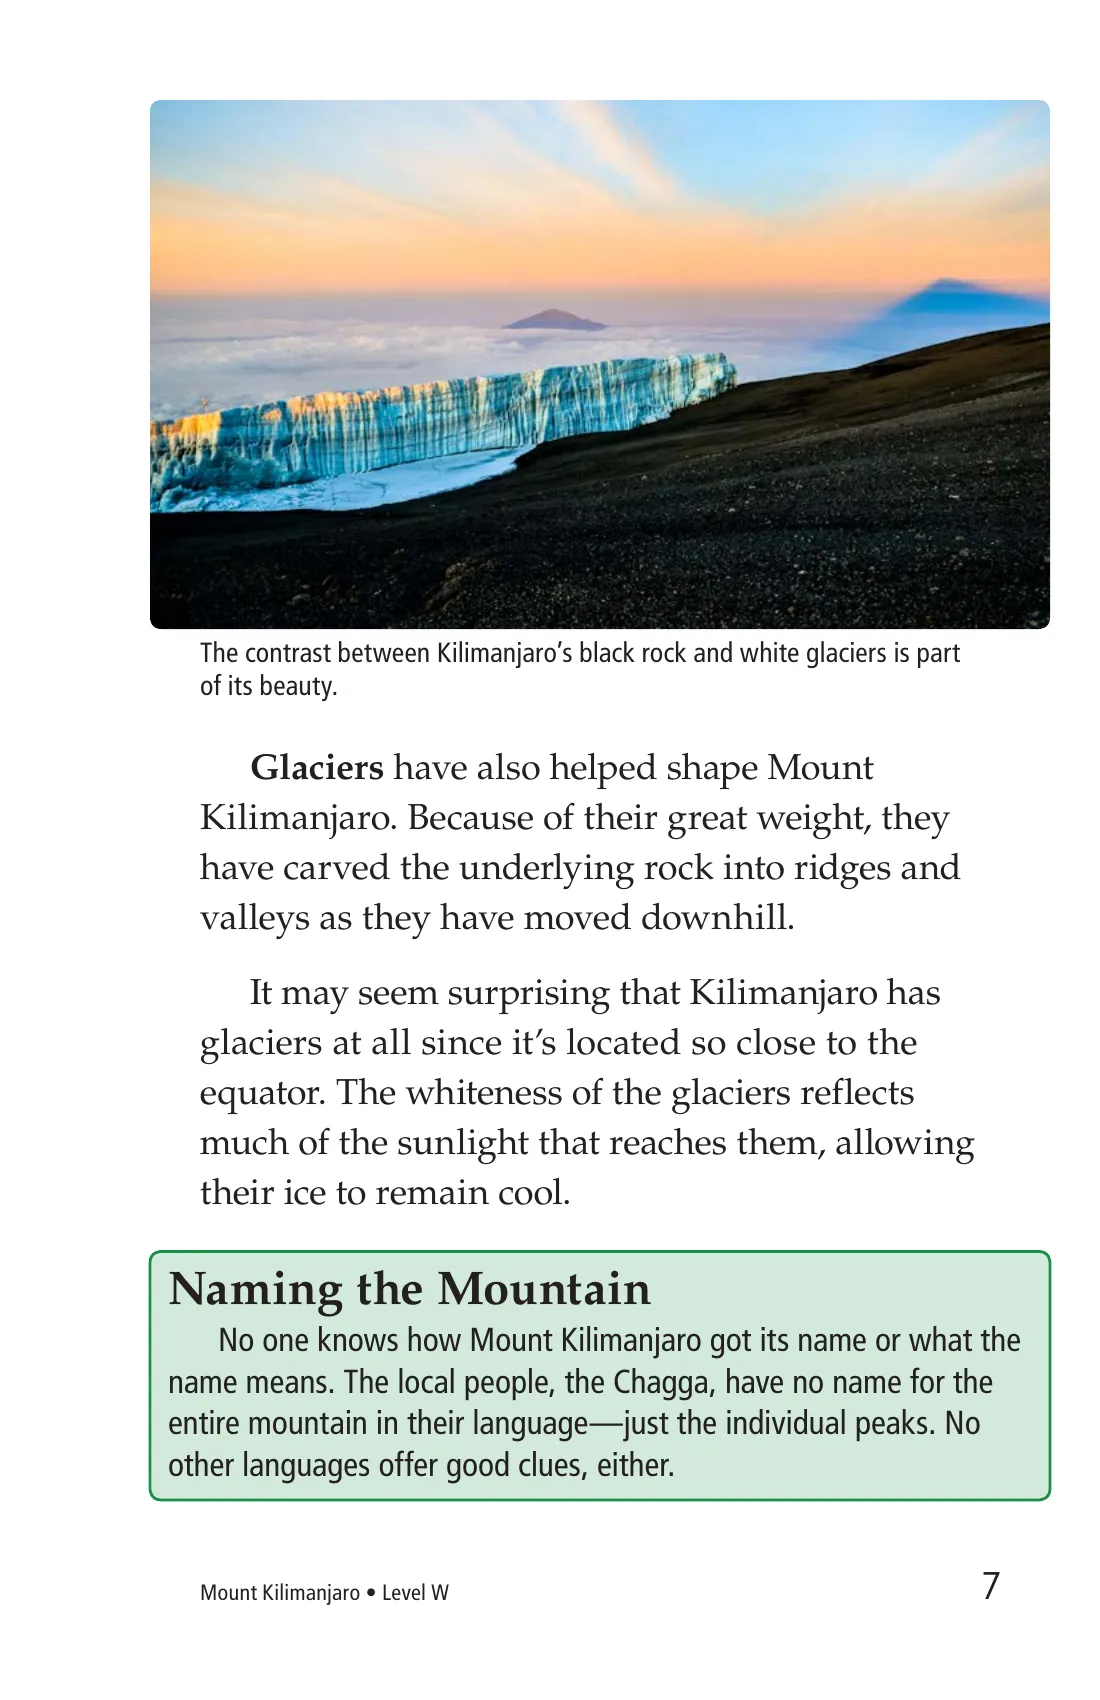 The contrast between Kilimanjaro’s black rock and white glaciers is part
of its beauty.
Glaciers have also helped shape Mount
Kilimanjaro. Because of their great weight, they
have carved the underlying rock into ridges and
valleys as they have moved downhill.
It may seem surprising that Kilimanjaro has
glaciers at all since it’s located so close to the
equator. The whiteness of the glaciers reflects
much of the sunlight that reaches them, allowing
their ice to remain cool.
Naming the Mountain
No one knows how Mount Kilimanjaro got its name or what the
name means. The local people, the Chagga, have no name for the
entire mountain in their language—just the individual peaks. No
other languages offer good clues, either.
Mount Kilimanjaro • Level W
7